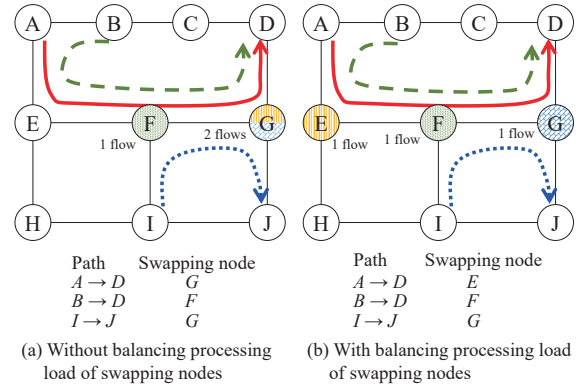 A B C D
E F G
1 flow 2 flows
H I J
Path Swapping node
A → D G
B → D F
I → J G
(a) Without balancing processing
load of swapping nodes
A B C D
E F G
1 flow 1 flow 1 flow
H I J
Path Swapping node
A → D E
B → D F
I → J G
(b) With balancing processing load
of swapping nodes